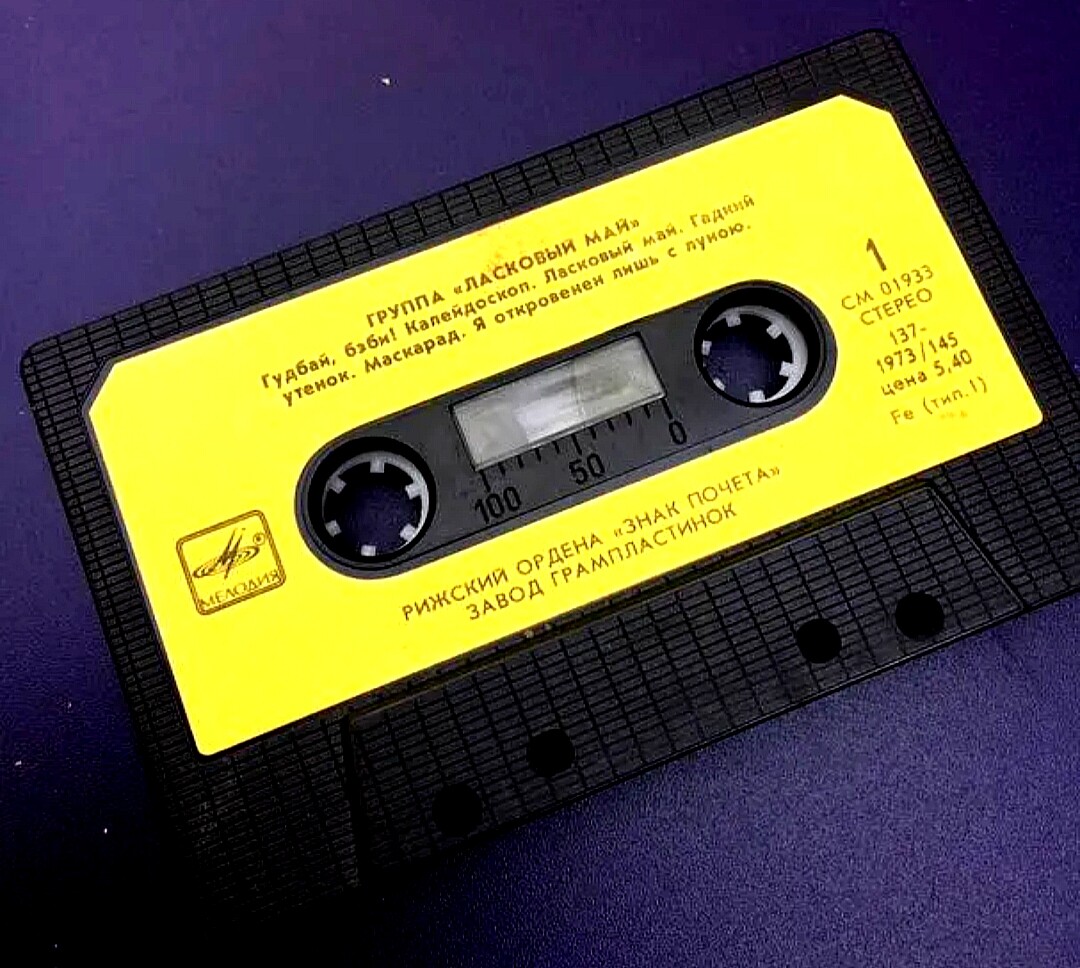 ГРУППА «ЛАСКОВЫЙ МАЙ»
Гудбай, бэби! Калейдоскоп. Ласковый май. Гадкий
утенок. Маскарад. Я откровенен лишь с луною.
1
СМ 01933
СТЕРЕО
137-
1973/145
цена 5,40
Fe (тип.1)
100 50 0
МЕЛОДИЯ
РИЖСКИЙ ОРДЕНА «ЗНАК ПОЧЕТА»
ЗАВОД ГРАМПЛАСТИНОК